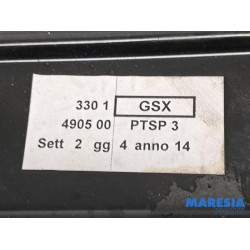 330 1 GSX
4905 00 PTSP 3
Sett 2 gg 4 anno 14
MARESIA